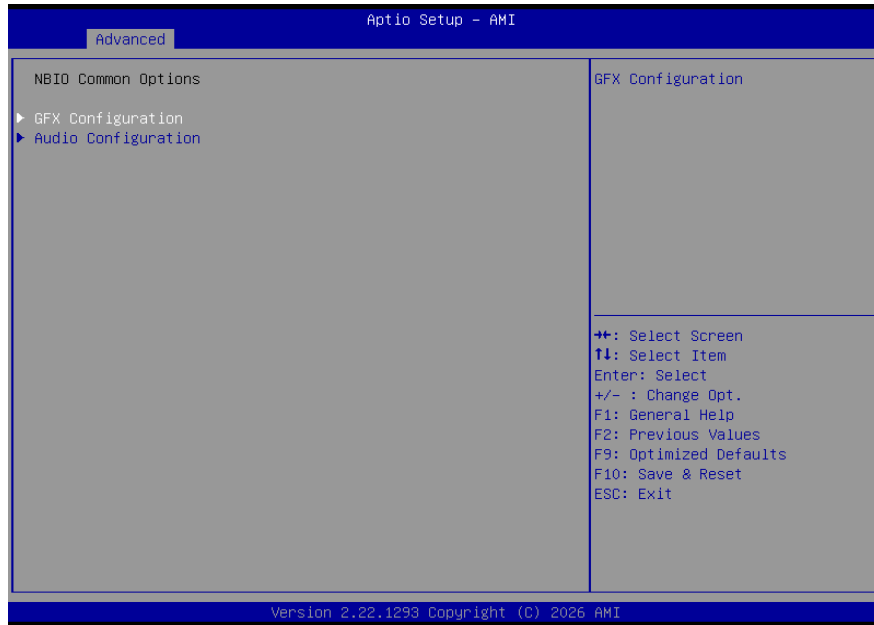 Aptio Setup - AMI
Advanced
NBIO Common Options
GFX Configuration
Audio Configuration
GFX Configuration
→←: Select Screen
↑↓: Select Item
Enter: Select
+/- : Change Opt.
F1: General Help
F2: Previous Values
F9: Optimized Defaults
F10: Save & Reset
ESC: Exit
Version 2.22.1293 Copyright (C) 2026 AMI